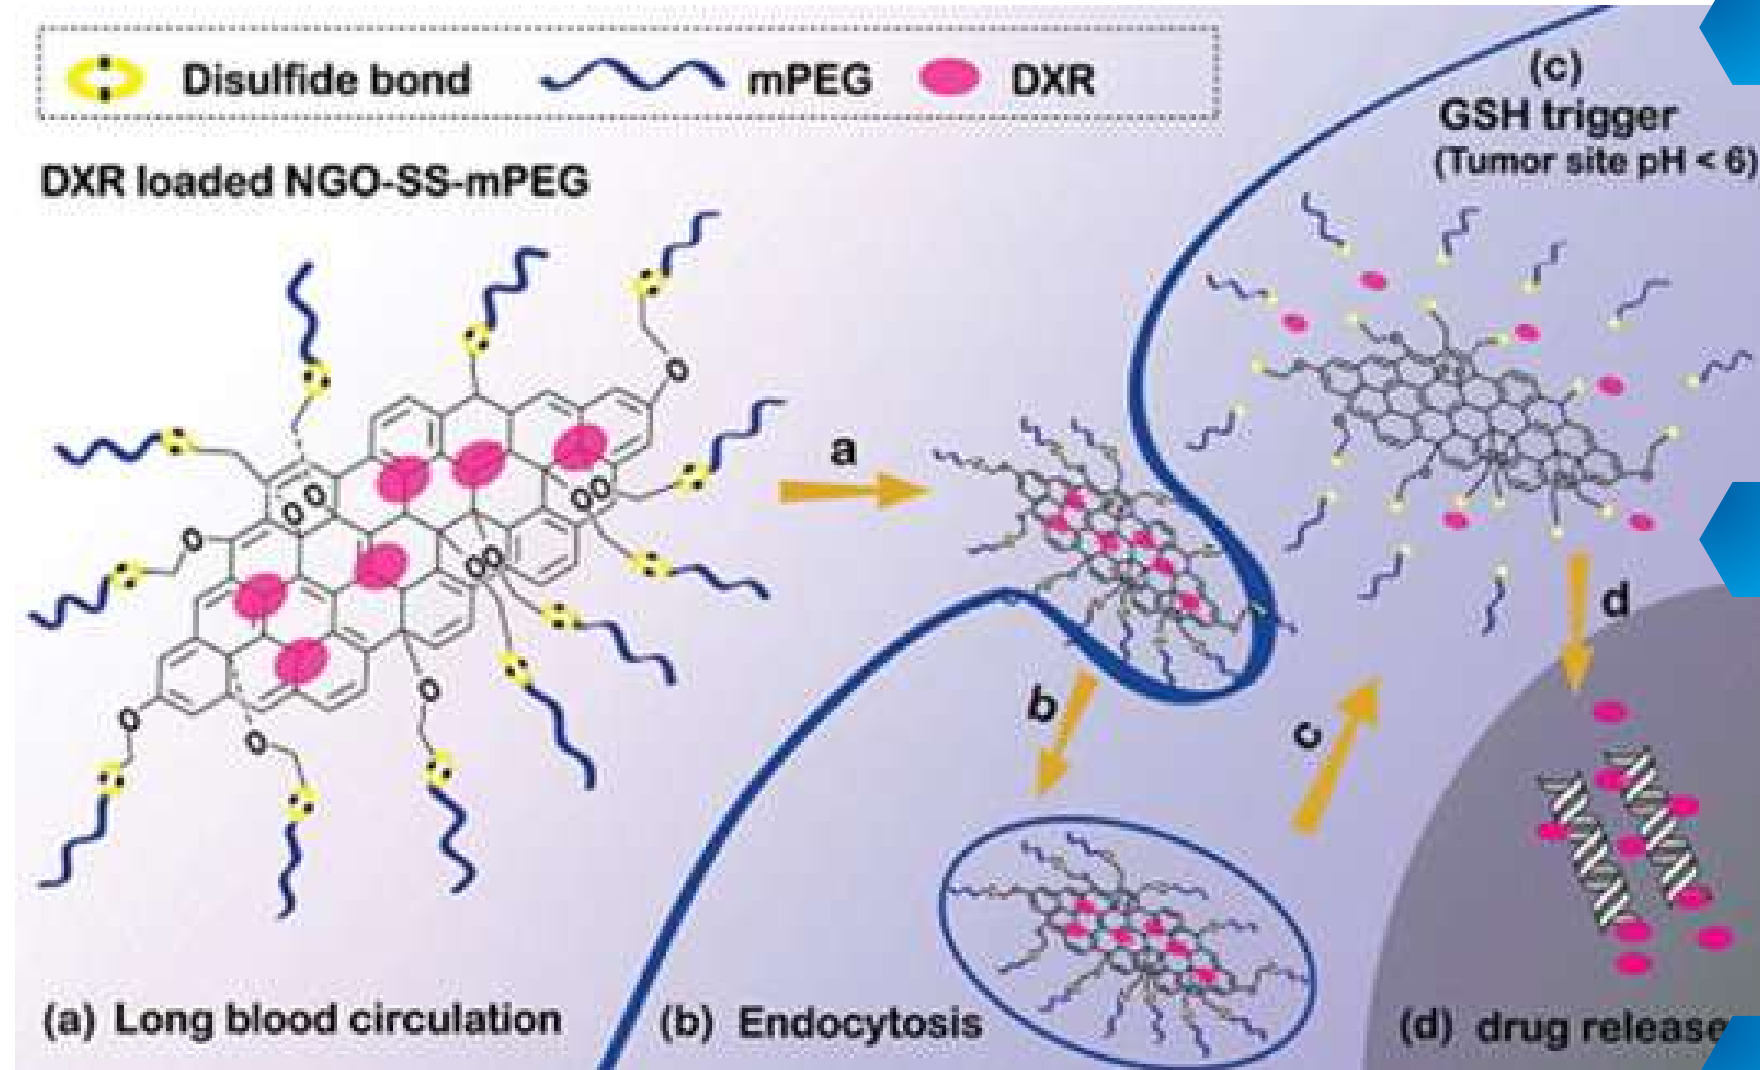 Disulfide bond
mPEG
DXR
DXR loaded NGO-SS-mPEG
(c)
GSH trigger
(Tumor site pH < 6)
O
O
O
O
O
O
O
O
O
O
O
O
a
b
c
d
(a) Long blood circulation
(b) Endocytosis
(d) drug release